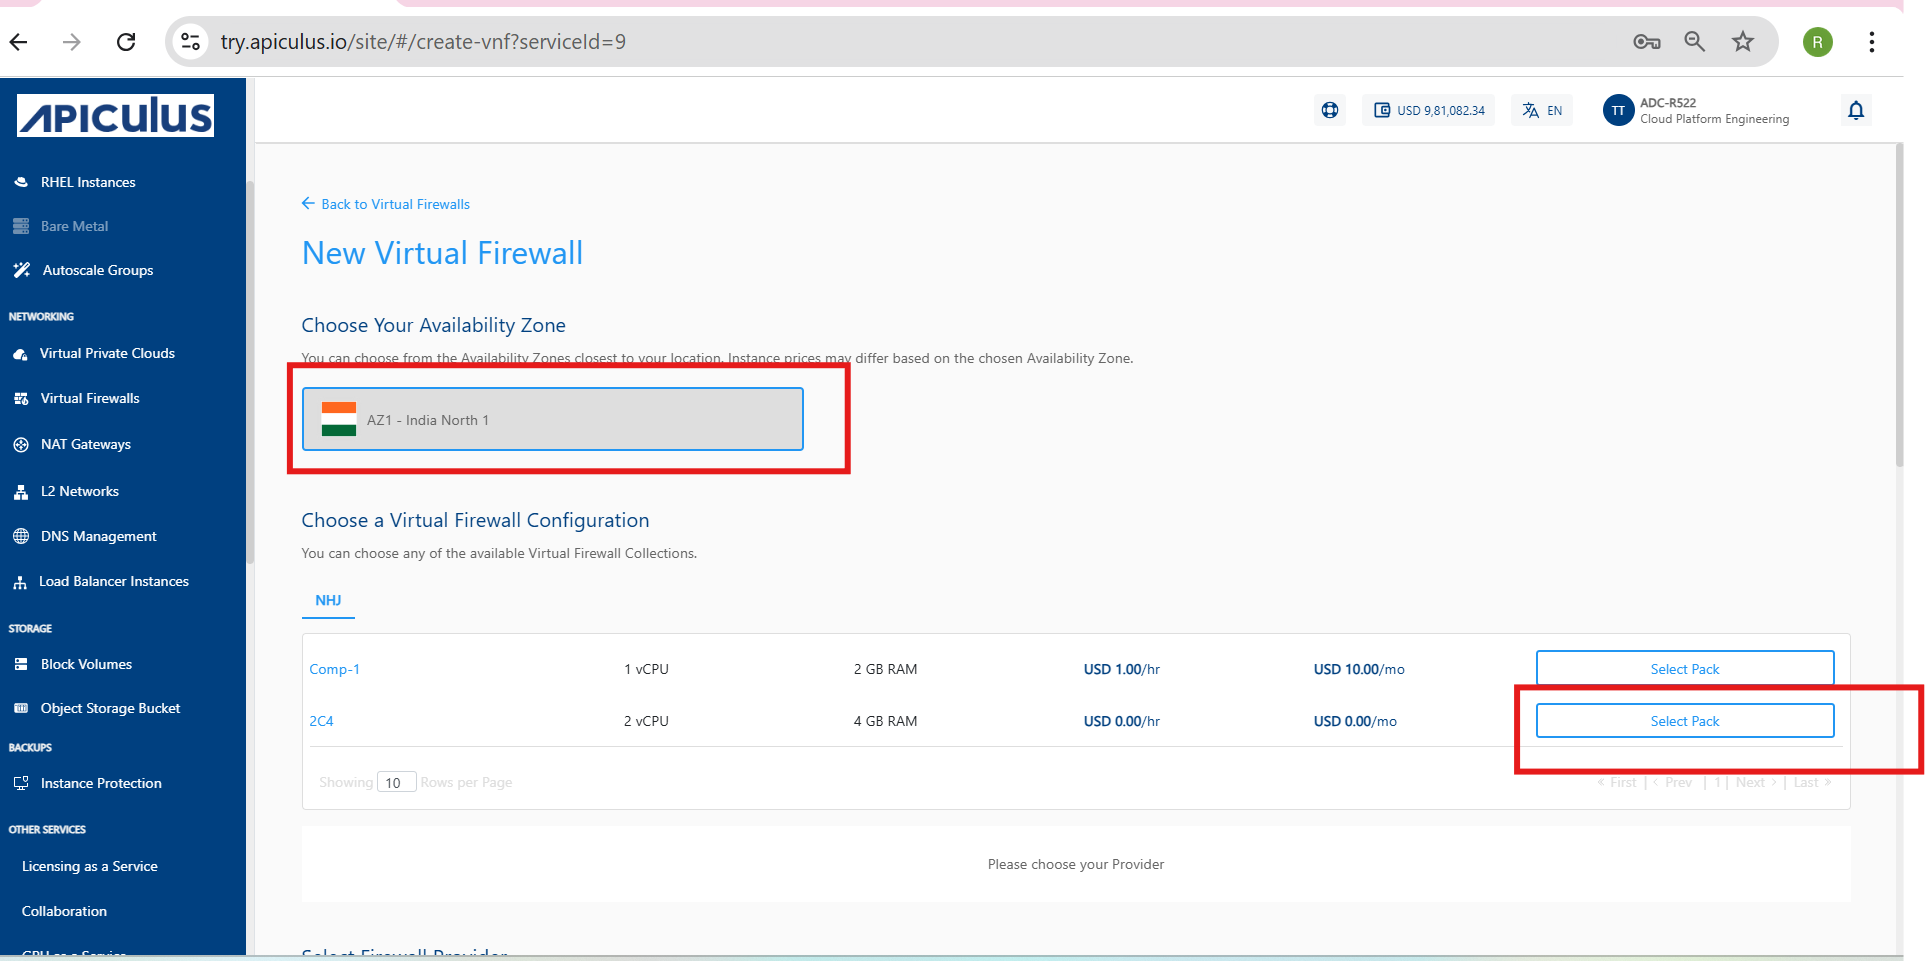 try.apiculus.io/site/#/create-vnf?serviceId=9
R
APICULUS
USD 9,81,082.34
EN
TT
ADC-R522
Cloud Platform Engineering
RHEL Instances
Bare Metal
Autoscale Groups
NETWORKING
Virtual Private Clouds
Virtual Firewalls
NAT Gateways
L2 Networks
DNS Management
Load Balancer Instances
STORAGE
Block Volumes
Object Storage Bucket
BACKUPS
Instance Protection
OTHER SERVICES
Licensing as a Service
Collaboration
GPU as a Service
Back to Virtual Firewalls
New Virtual Firewall
Choose Your Availability Zone
You can choose from the Availability Zones closest to your location. Instance prices may differ based on the chosen Availability Zone.
AZ1 - India North 1
Choose a Virtual Firewall Configuration
You can choose any of the available Virtual Firewall Collections.
NHJ
Comp-1 1 vCPU 2 GB RAM USD 1.00/hr USD 10.00/mo Select Pack
2C4 2 vCPU 4 GB RAM USD 0.00/hr USD 0.00/mo Select Pack
Showing 10 Rows per Page « First | ‹ Prev | 1 | Next › | Last »
Please choose your Provider
Select Firewall Provider